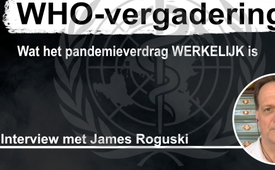 WHO-vergadering
Wat het pandemieverdrag WERKELIJK is
Interview met James Roguski